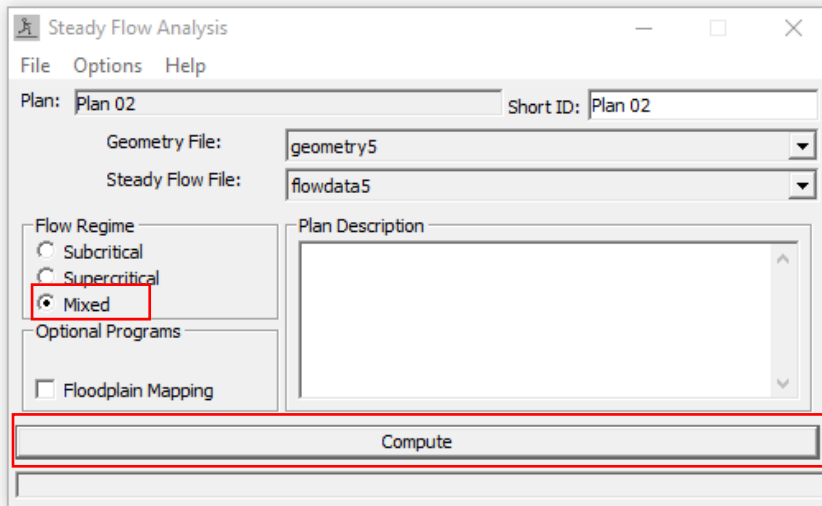 Steady Flow Analysis
File Options Help
Plan: Plan 02 Short ID: Plan 02
Geometry File: geometry5
Steady Flow File: flowdata5
Flow Regime
Subcritical
Supercritical
Mixed
Plan Description
Optional Programs
Floodplain Mapping
Compute